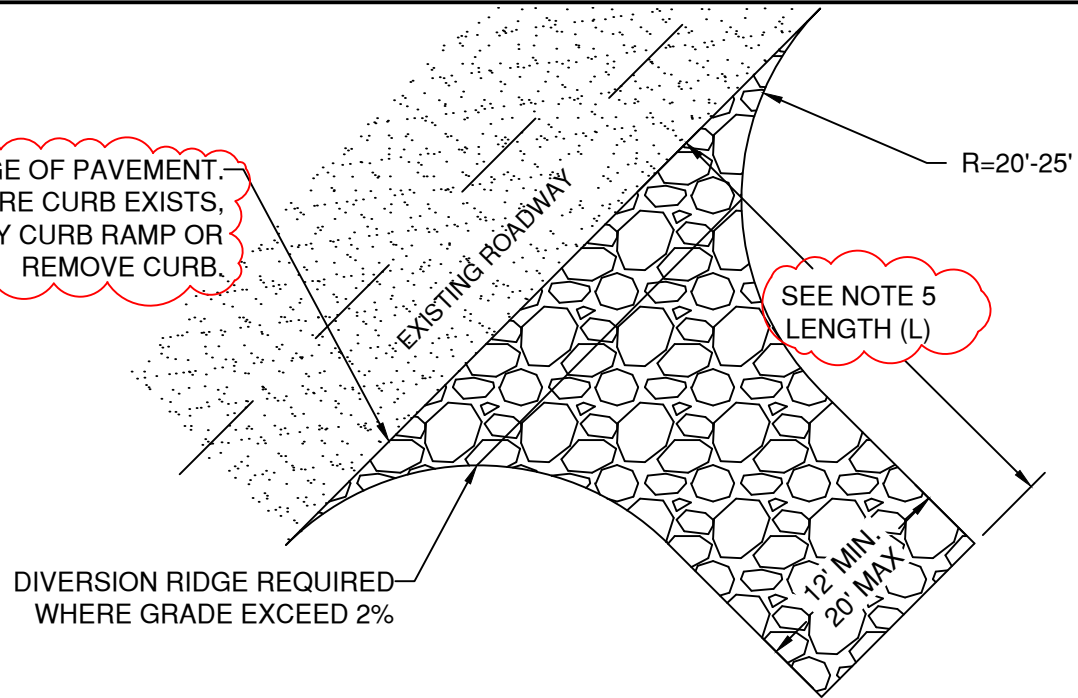 GE OF PAVEMENT.
RE CURB EXISTS,
Y CURB RAMP OR
REMOVE CURB.
EXISTING ROADWAY
R=20'-25'
SEE NOTE 5
LENGTH (L)
12' MIN.
20' MAX
DIVERSION RIDGE REQUIRED
WHERE GRADE EXCEED 2%